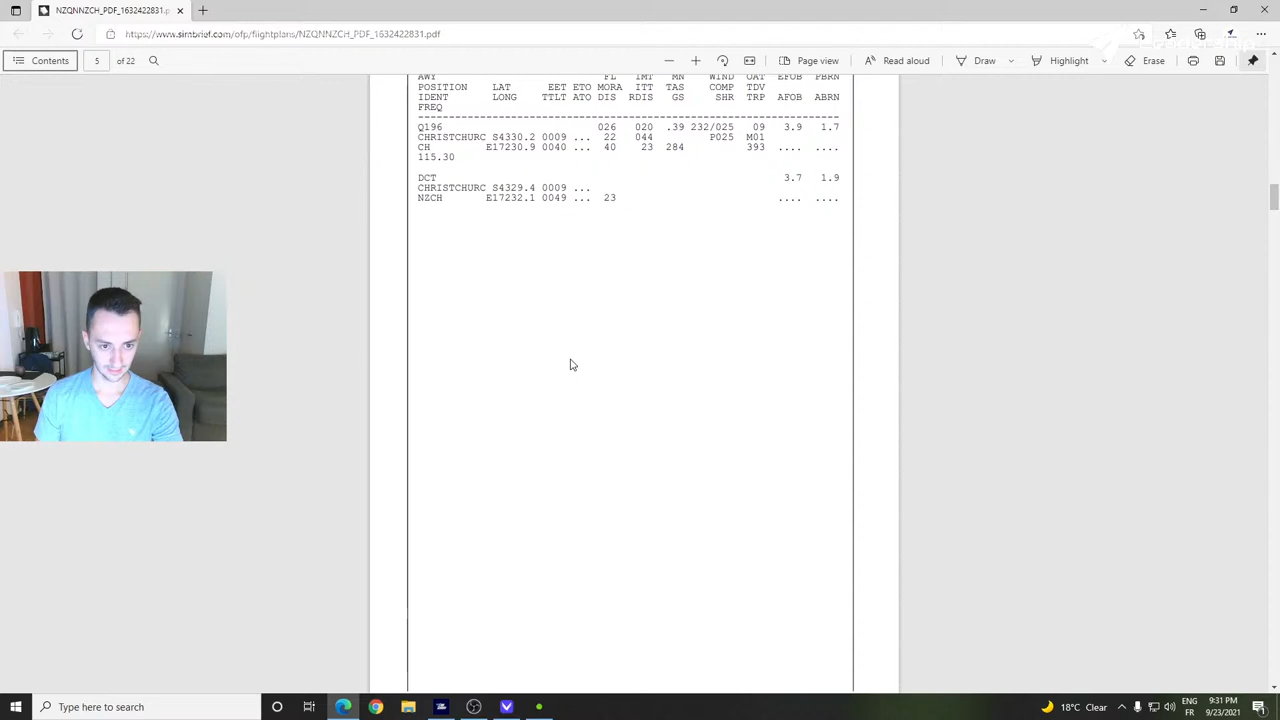 NZQNNZCH_PDF_1632422831.pdf
https://www.simbrief.com/ofp/flightplans/NZQNNZCH_PDF_1632422831.pdf
Leadership
Contents 5 of 22 Page view Read aloud Draw Highlight Erase
AWY FL IMT MN WIND OAT EFOB PBRN
POSITION LAT EET ETO MORA ITT TAS COMP TDV
IDENT LONG TTLT ATO DIS RDIS GS SHR TRP AFOB ABRN
FREQ
--------------------------------------------------------------------
Q196 026 020 .39 232/025 09 3.9 1.7
CHRISTCHURC S4330.2 0009 ... 22 044 P025 M01
CH E17230.9 0040 ... 40 23 284 393 .... ....
115.30
DCT 3.7 1.9
CHRISTCHURC S4329.4 0009 ...
NZCH E17232.1 0049 ... 23 .... ....
Type here to search
18°C Clear
ENG
FR
9:31 PM
9/23/2021